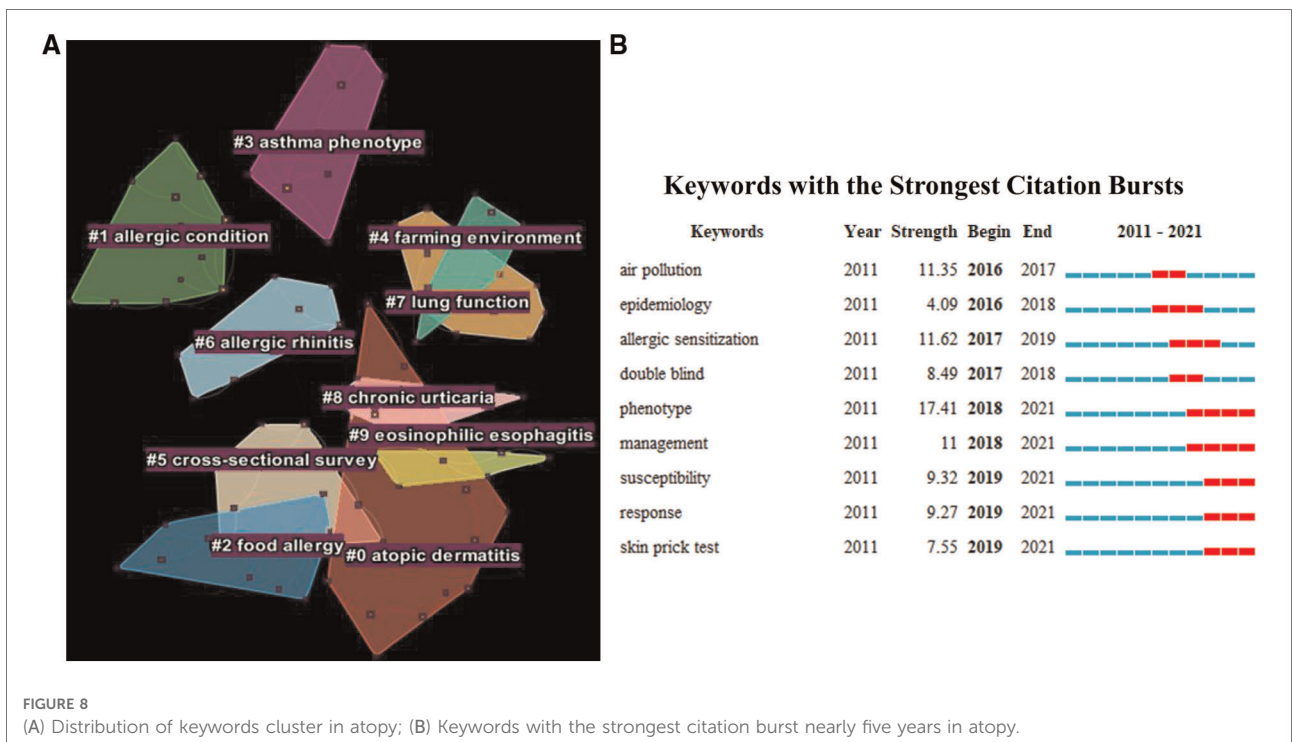 A
B
#3 asthma phenotype
#1 allergic condition
#4 farming environment
#7 lung function
#6 allergic rhinitis
#8 chronic urticaria
#9 eosinophilic esophagitis
#5 cross-sectional survey
#2 food allergy
#0 atopic dermatitis
Keywords with the Strongest Citation Bursts
Keywords Year Strength Begin End 2011 - 2021
air pollution 2011 11.35 2016 2017
epidemiology 2011 4.09 2016 2018
allergic sensitization 2011 11.62 2017 2019
double blind 2011 8.49 2017 2018
phenotype 2011 17.41 2018 2021
management 2011 11 2018 2021
susceptibility 2011 9.32 2019 2021
response 2011 9.27 2019 2021
skin prick test 2011 7.55 2019 2021
FIGURE 8
(A) Distribution of keywords cluster in atopy; (B) Keywords with the strongest citation burst nearly five years in atopy.